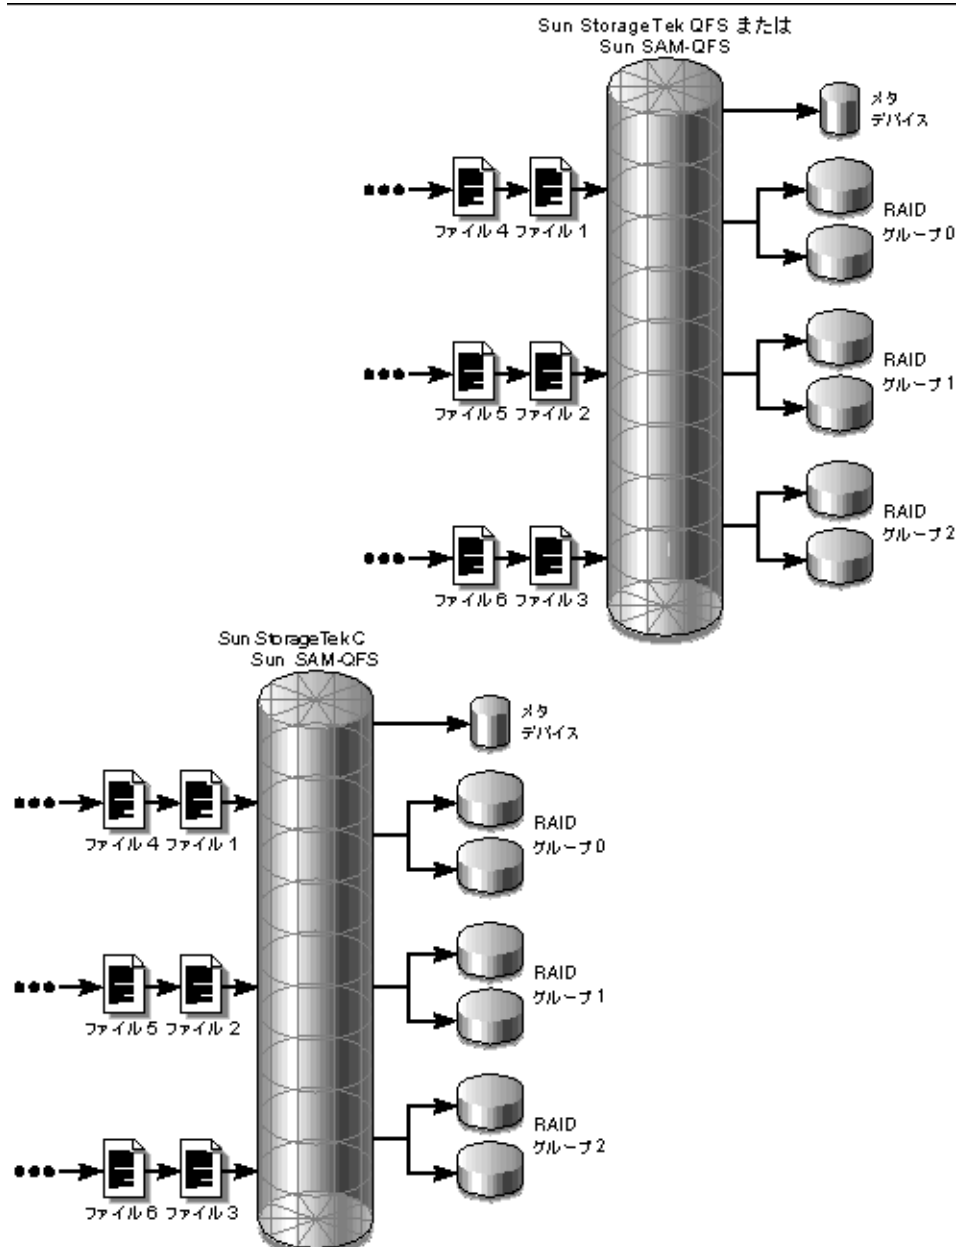 Sun StorageTek QFS または
Sun SAM-QFS
メタ
デバイス
ファイル 4 ファイル 1
RAID
グループ 0
ファイル 5 ファイル 2
RAID
グループ 1
ファイル 6 ファイル 3
RAID
グループ 2
Sun StorageTek C
Sun SAM-QFS
メタ
デバイス
ファイル 4 ファイル 1
RAID
グループ 0
ファイル 5 ファイル 2
RAID
グループ 1
ファイル 6 ファイル 3
RAID
グループ 2